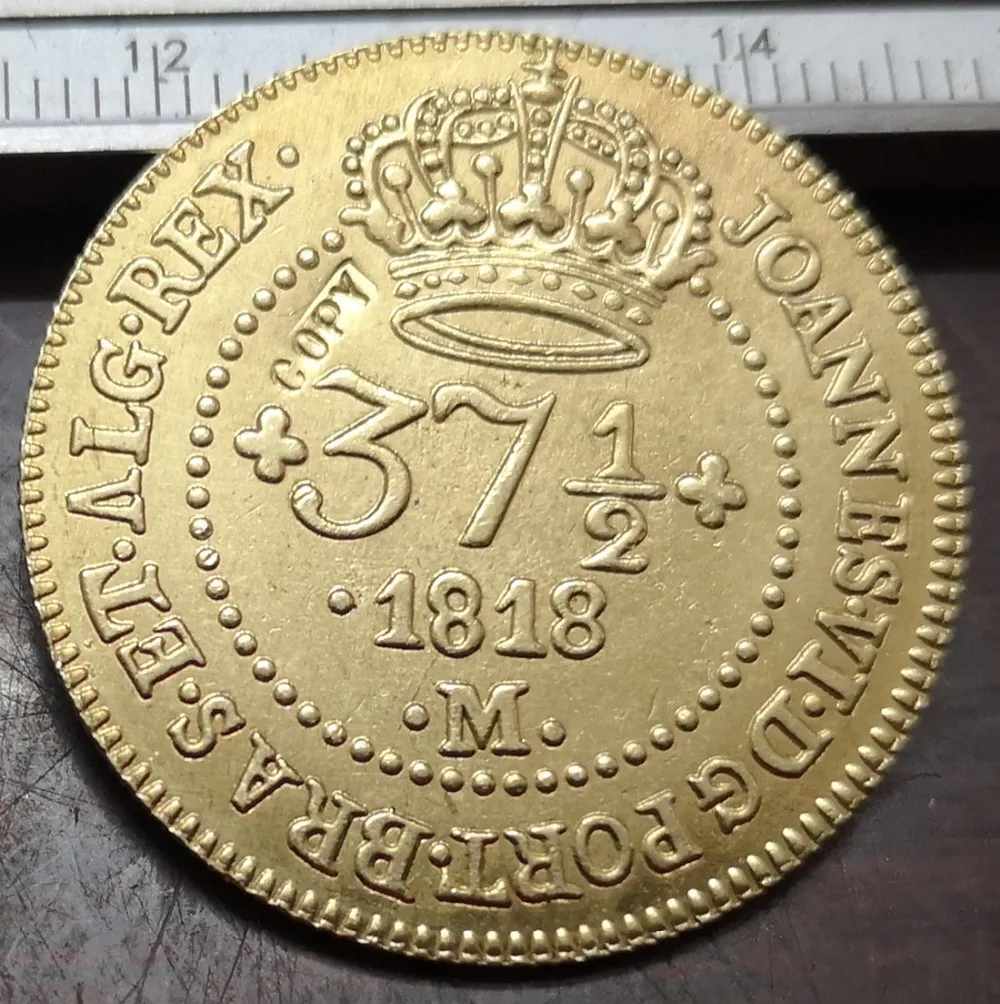 12
14
JOANNES·VI·D·G·PORT·BRAS·ET·ALG·REX·
COPY
37 1/2
·1818
·M·